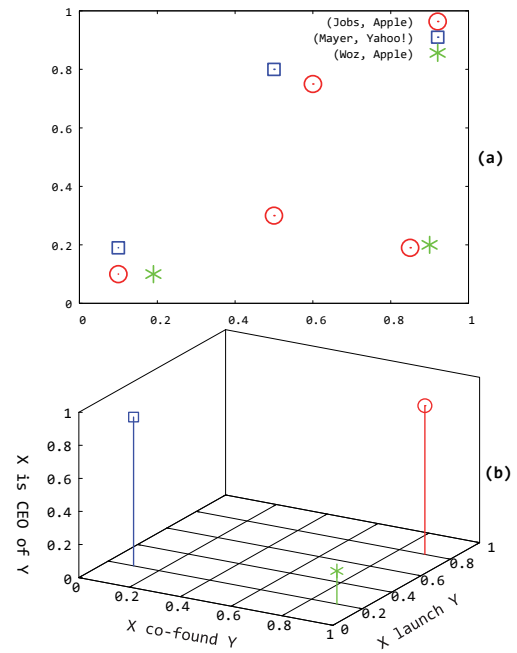 1
0.8
0.6
0.4
0.2
0
0 0.2 0.4 0.6 0.8 1
(Jobs, Apple)
(Mayer, Yahoo!)
(Woz, Apple)
(a)
1
0.8
0.6
0.4
0.2
0
X is CEO of Y
0 0.2 0.4 0.6 0.8 1
X co-found Y
0 0.2 0.4 0.6 0.8 1
X launch Y
(b)